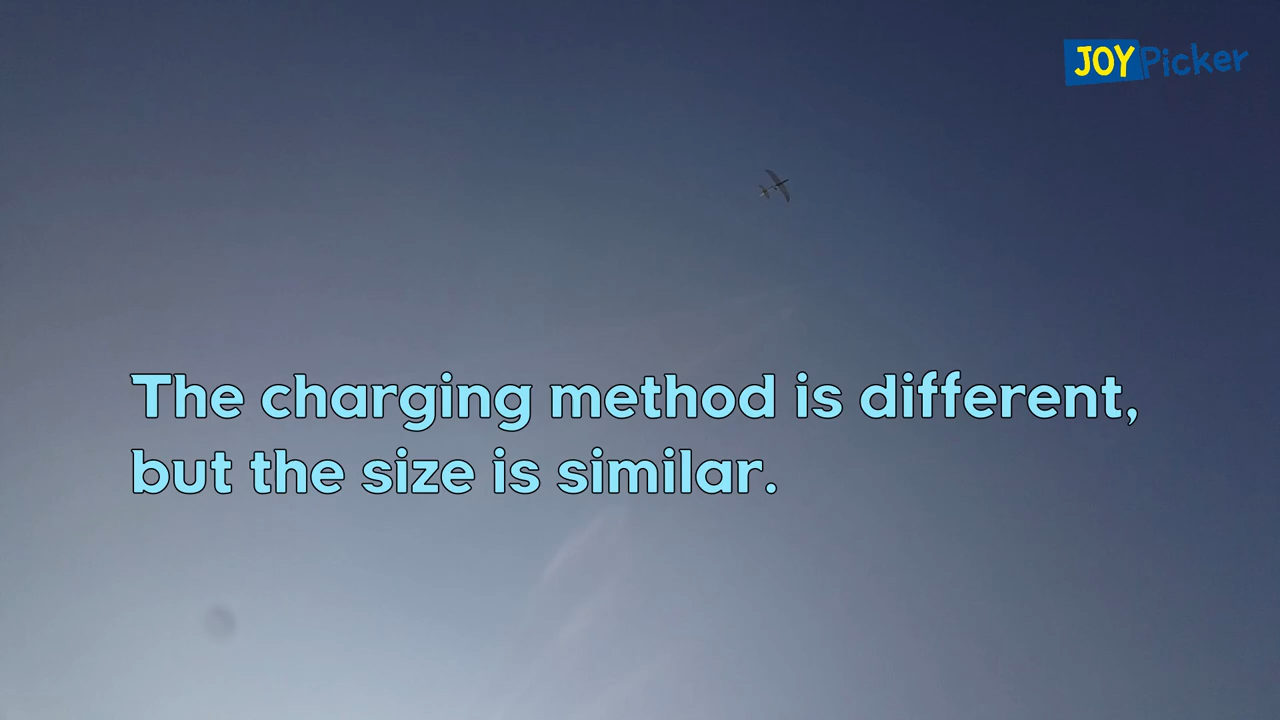 JOYPicker
The charging method is different,
but the size is similar.